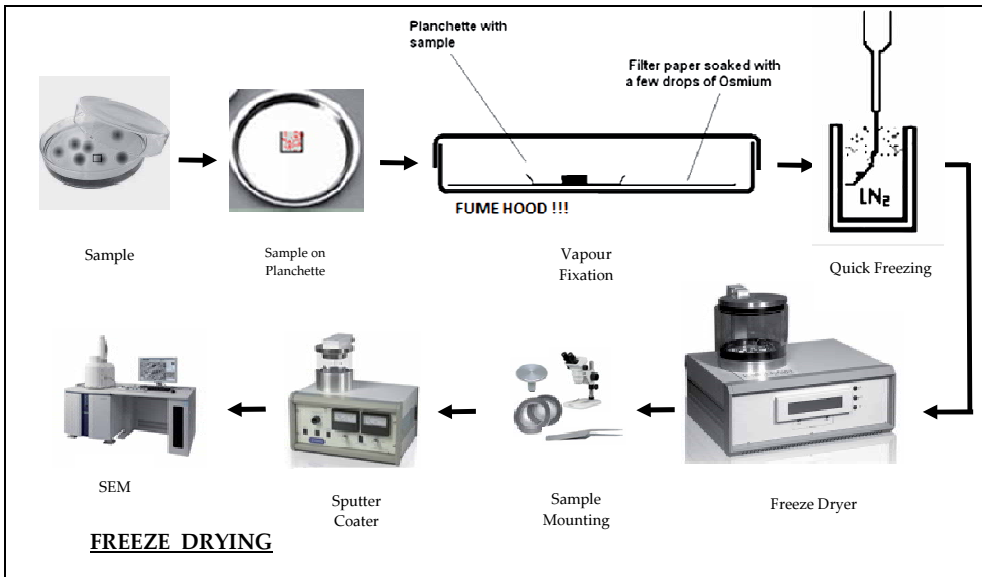 Planchette with
sample
Filter paper soaked with
a few drops of Osmium
LN₂
FUME HOOD !!!
Sample
Sample on
Planchette
Vapour
Fixation
Quick Freezing
SEM
Sputter
Coater
Sample
Mounting
Freeze Dryer
FREEZE DRYING